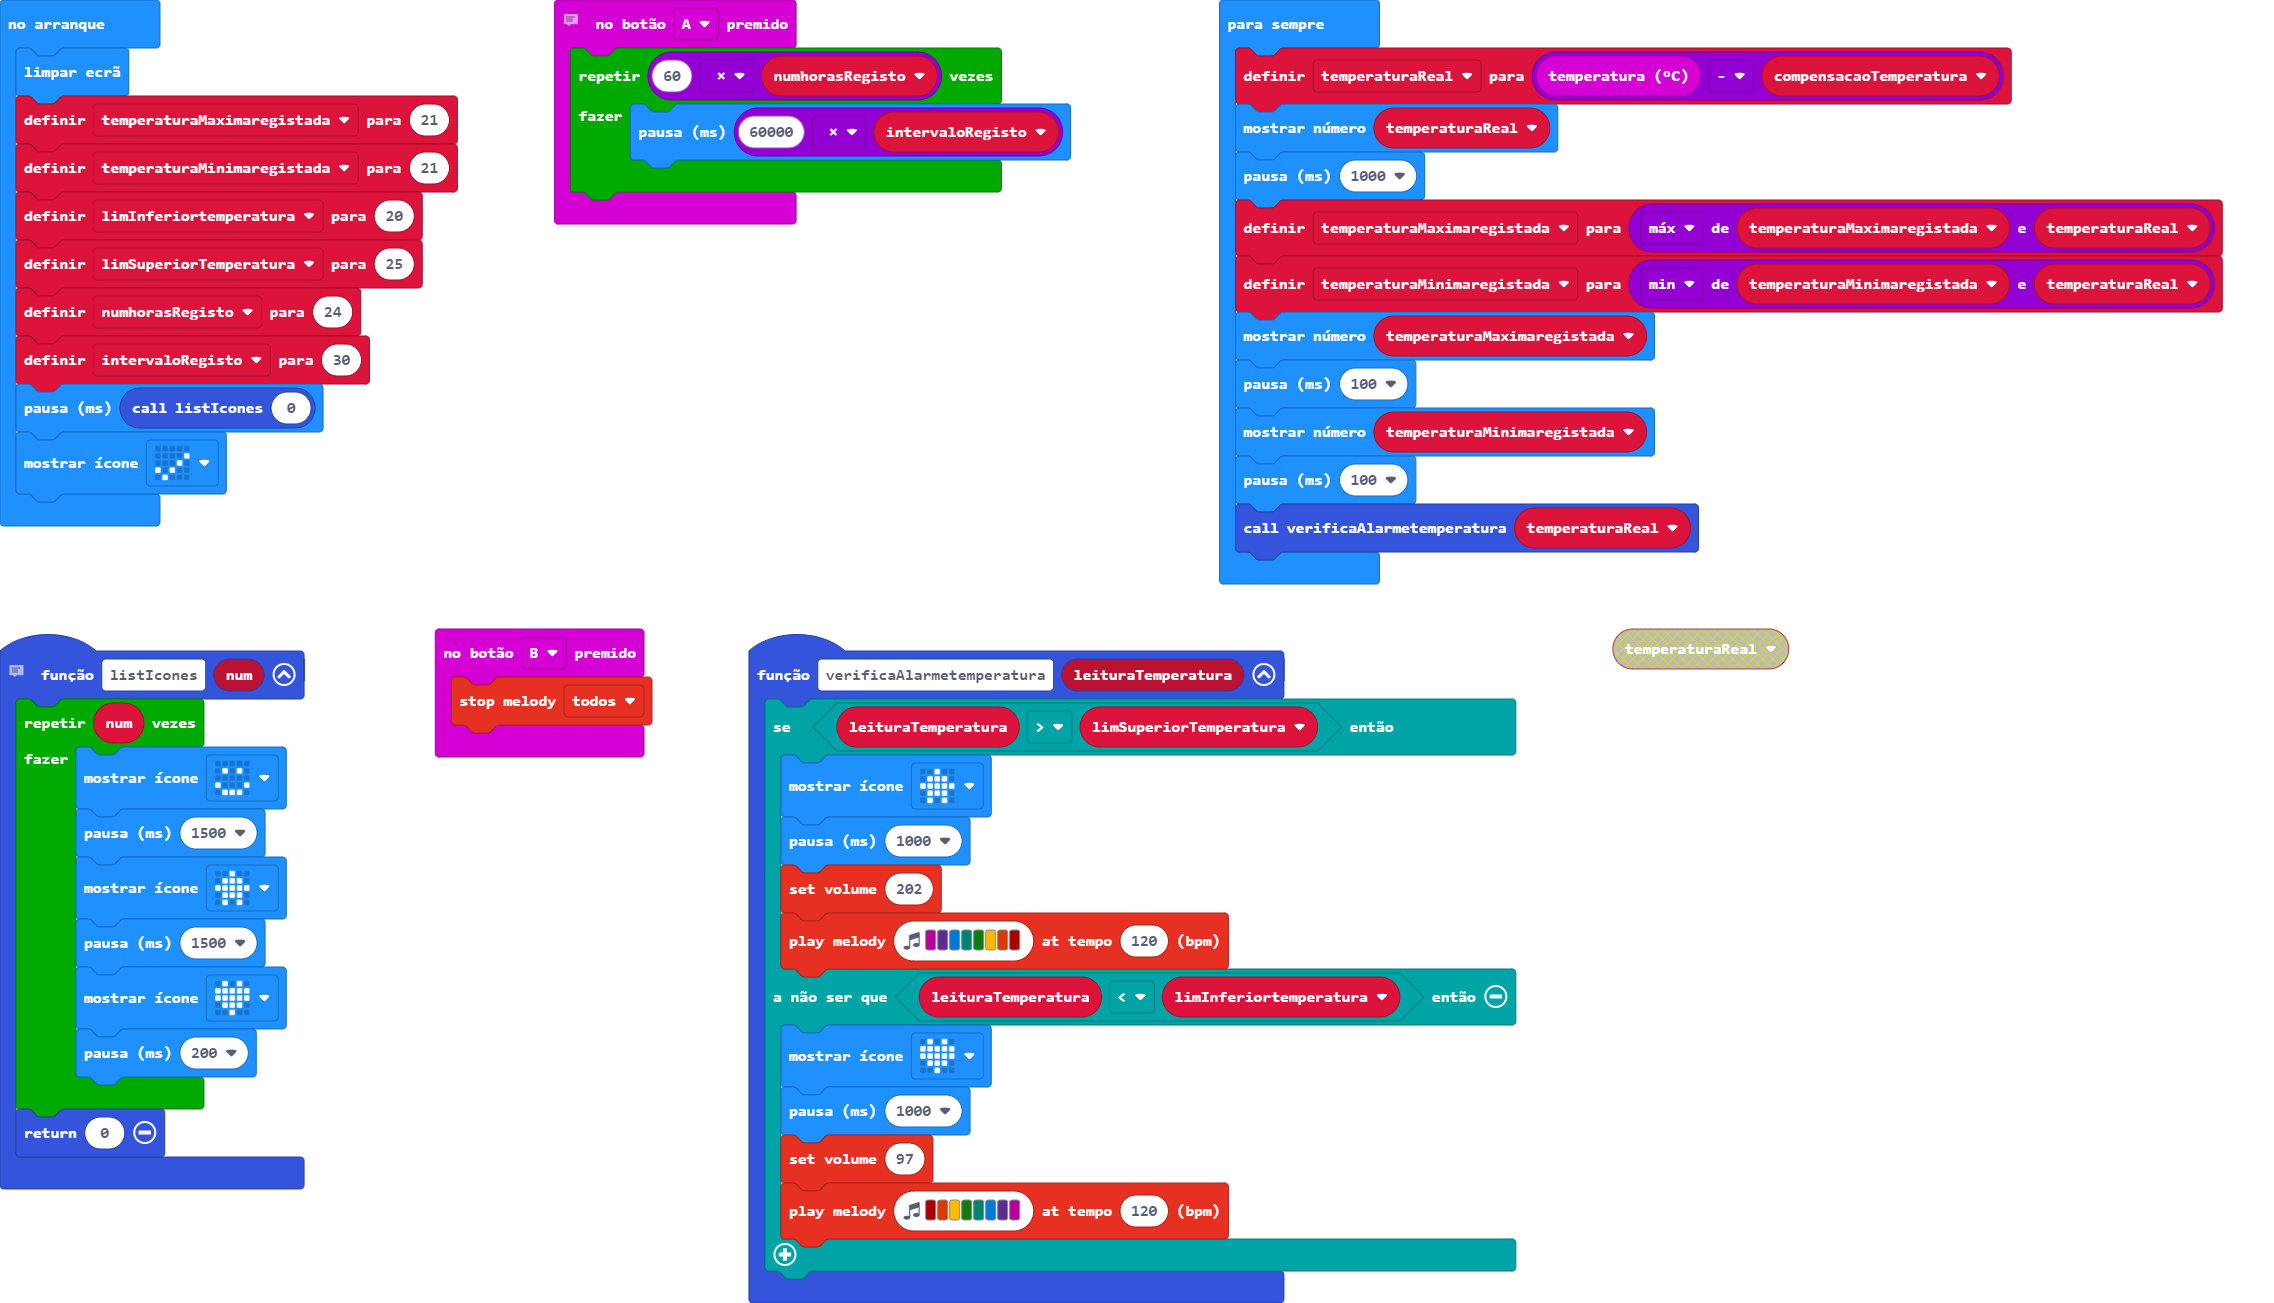 no arranque
limpar ecrã
definir temperaturaMaximaregistada para 21
definir temperaturaMinimaregistada para 21
definir limInferiortemperatura para 20
definir limSuperiorTemperatura para 25
definir numhorasRegisto para 24
definir intervaloRegisto para 30
pausa (ms) call listIcones 0
mostrar ícone
no botão A premido
repetir 60 × numhorasRegisto vezes
fazer
pausa (ms) 60000 × intervaloRegisto
para sempre
definir temperaturaReal para temperatura (ºC) - compensacaoTemperatura
mostrar número temperaturaReal
pausa (ms) 1000
definir temperaturaMaximaregistada para máx de temperaturaMaximaregistada e temperaturaReal
definir temperaturaMinimaregistada para min de temperaturaMinimaregistada e temperaturaReal
mostrar número temperaturaMaximaregistada
pausa (ms) 100
mostrar número temperaturaMinimaregistada
pausa (ms) 100
call verificaAlarmetemperatura temperaturaReal
função listIcones num
repetir num vezes
fazer
mostrar ícone
pausa (ms) 1500
mostrar ícone
pausa (ms) 1500
mostrar ícone
pausa (ms) 200
return 0
no botão B premido
stop melody todos
função verificaAlarmetemperatura leituraTemperatura
se leituraTemperatura > limSuperiorTemperatura então
mostrar ícone
pausa (ms) 1000
set volume 202
play melody at tempo 120 (bpm)
a não ser que leituraTemperatura < limInferiortemperatura então
mostrar ícone
pausa (ms) 1000
set volume 97
play melody at tempo 120 (bpm)
temperaturaReal